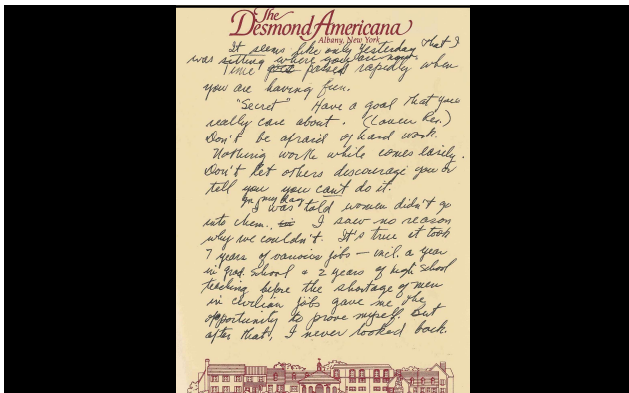 The
Desmond Americana
Albany, New York
It seems like only yesterday that I
was sitting where you are now.
Time passed rapidly when
you are having fun.
"Secret" Have a goal that you
really care about. (Cancer Res.)
Don't be afraid of hard work.
Nothing worth while comes easily.
Don't let others discourage you or
tell you you can't do it.
In my day
I was told women didn't go
into chem. I saw no reason
why we couldn't. It's true it took
7 years of various jobs — incl. a year
in grad. School & 2 years of high School
teaching before the shortage of men
in civilian jobs gave me the
opportunity to prove myself. But
after that, I never looked back.